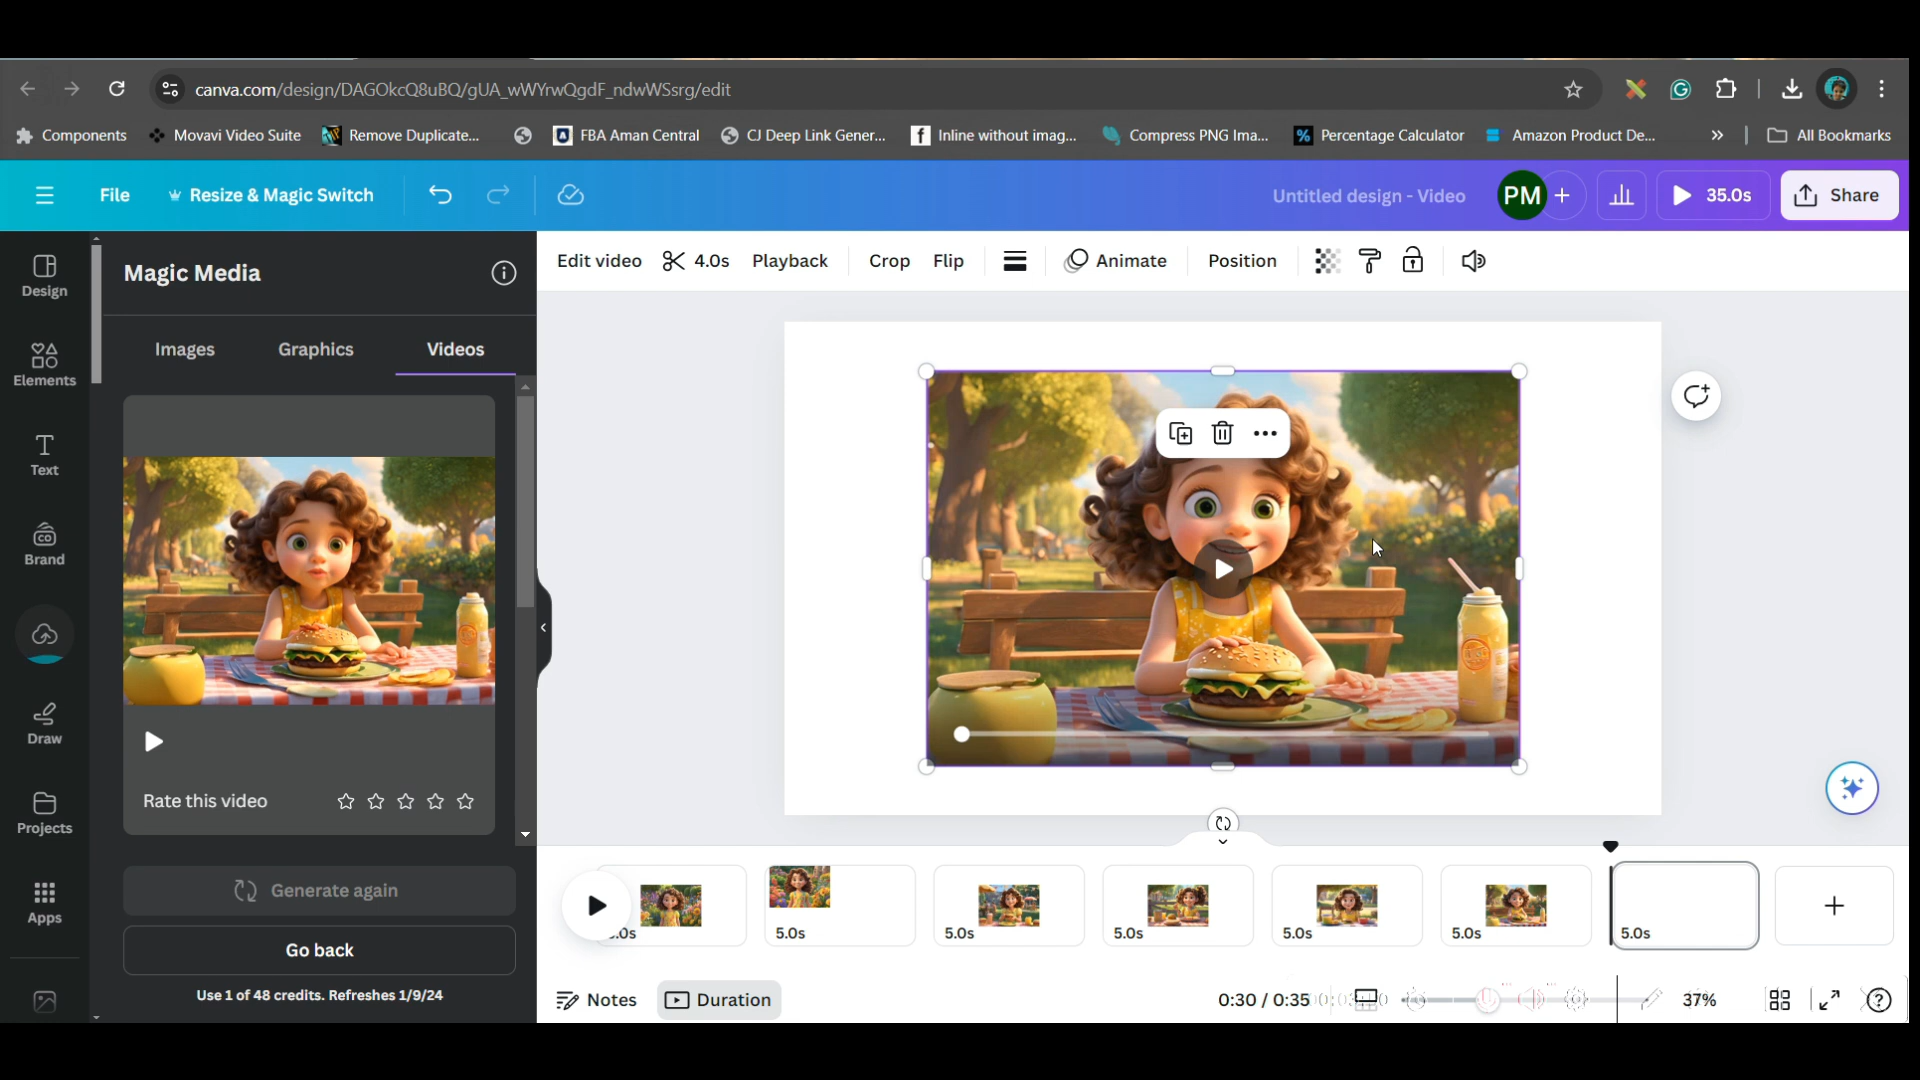 canva.com/design/DAGOkcQ8uBQ/gUA_wWYrwQgdF_ndwWSsrg/edit
Components Movavi Video Suite Remove Duplicate... FBA Aman Central CJ Deep Link Gener... Inline without imag... Compress PNG Ima... Percentage Calculator Amazon Product De... » All Bookmarks
File Resize & Magic Switch Untitled design - Video PM + 35.0s Share
Edit video 4.0s Playback Crop Flip Animate Position
Design
Elements
Text
Brand
Draw
Projects
Apps
Magic Media
Images Graphics Videos
Rate this video
Generate again
Go back
Use 1 of 48 credits. Refreshes 1/9/24
5.0s 5.0s 5.0s 5.0s 5.0s 5.0s
Notes Duration 0:30 / 0:35 37%